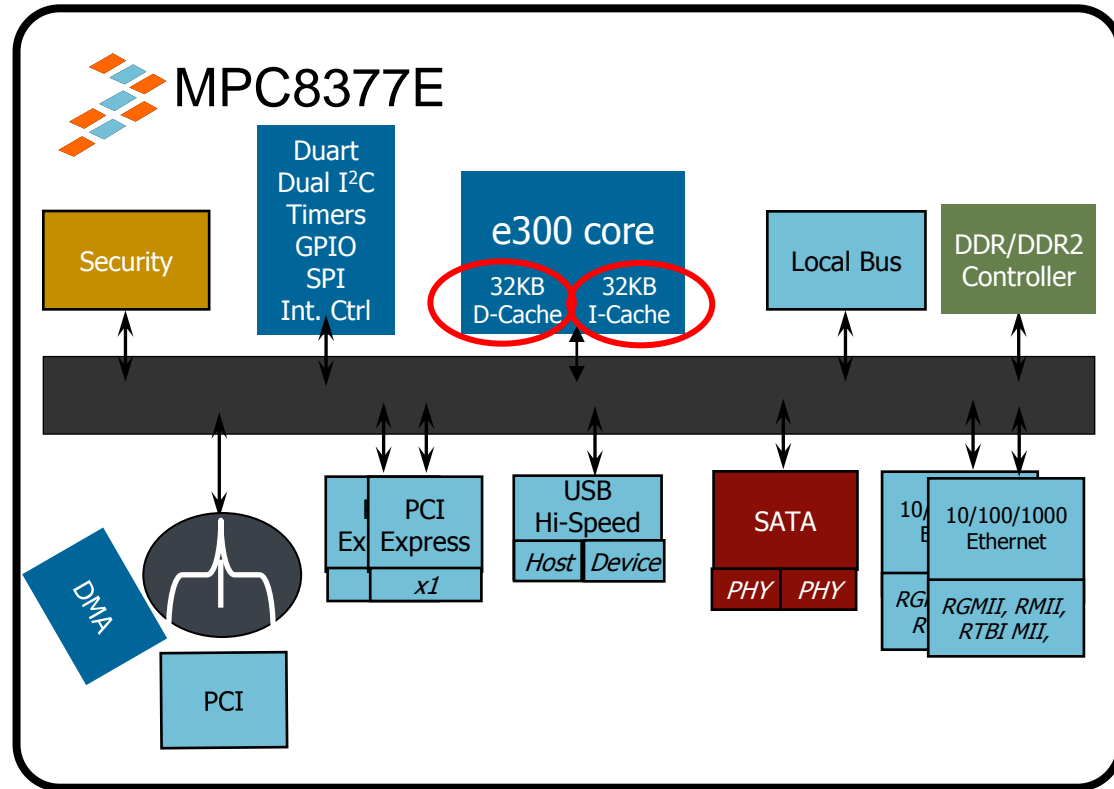 MPC8377E
Duart
Dual I²C
Timers
GPIO
SPI
Int. Ctrl
e300 core
32KB
D-Cache
32KB
I-Cache
Security
Local Bus
DDR/DDR2
Controller
DMA
PCI
Ex
PCI
Express
x1
USB
Hi-Speed
Host
Device
SATA
PHY
PHY
10/
10/100/1000
Ethernet
RGMII, RMII,
RTBI MII,